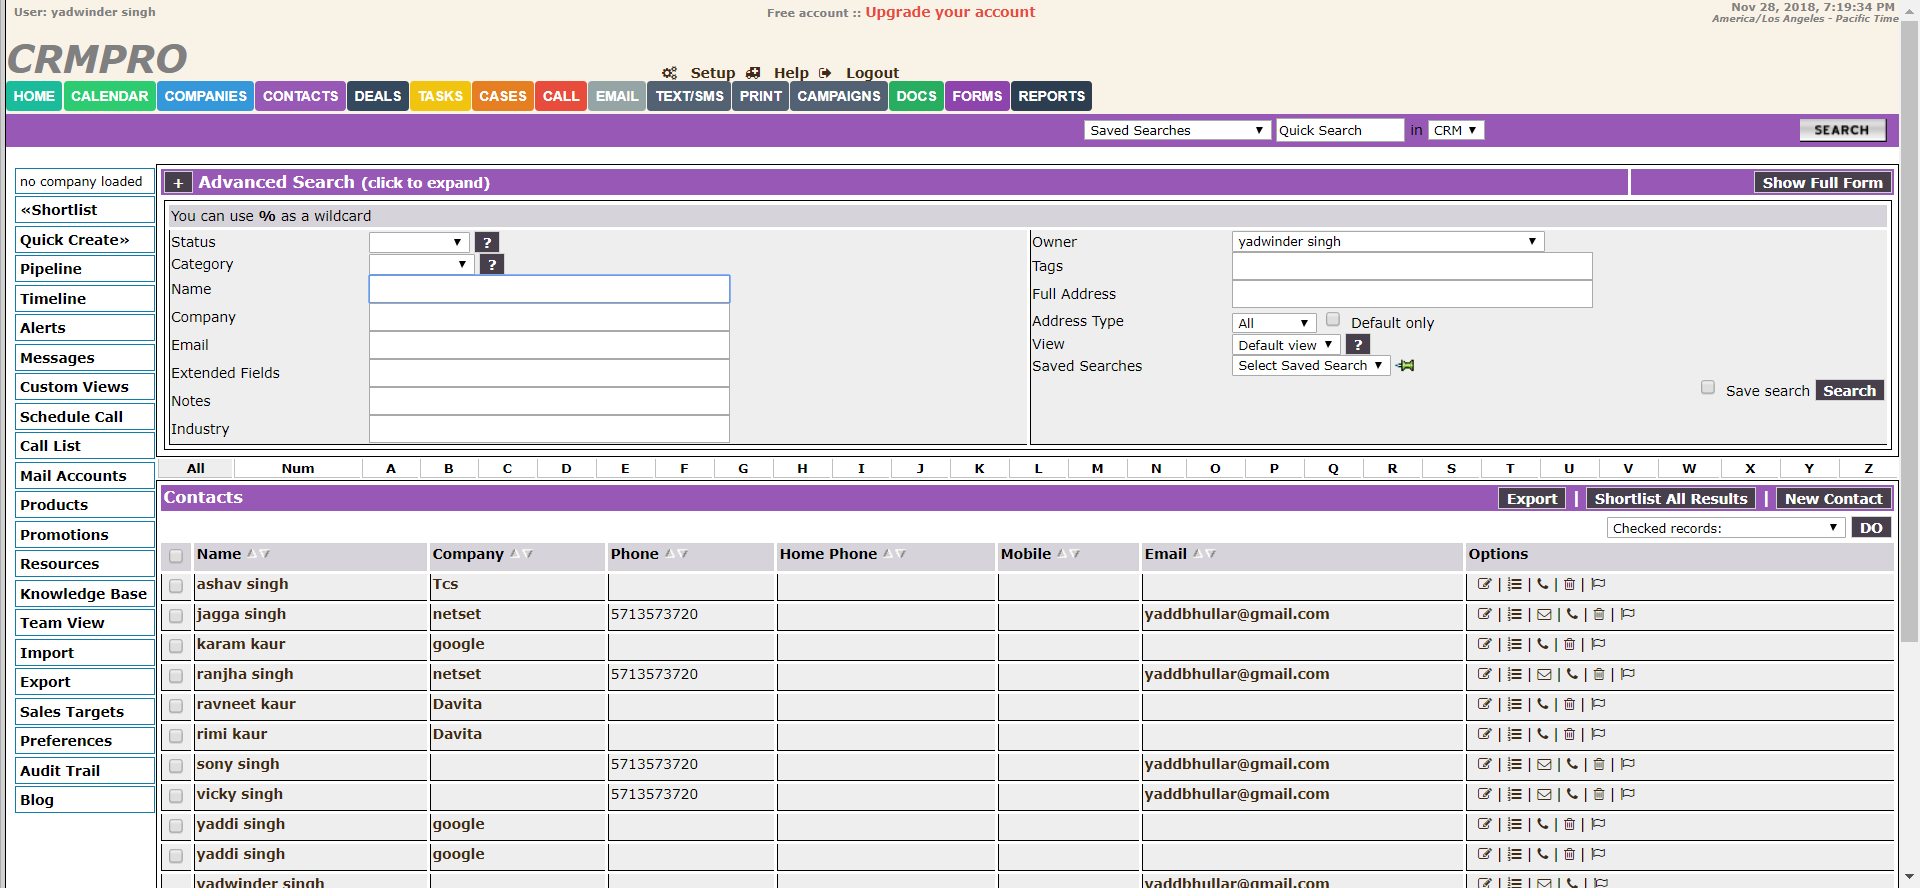 User: yadwinder singh
Free account :: Upgrade your account
Nov 28, 2018, 7:19:34 PM
America/Los Angeles - Pacific Time
CRMPRO
Setup Help Logout
HOME CALENDAR COMPANIES CONTACTS DEALS TASKS CASES CALL EMAIL TEXT/SMS PRINT CAMPAIGNS DOCS FORMS REPORTS
Saved Searches Quick Search in CRM SEARCH
no company loaded
«Shortlist
Quick Create»
Pipeline
Timeline
Alerts
Messages
Custom Views
Schedule Call
Call List
Mail Accounts
Products
Promotions
Resources
Knowledge Base
Team View
Import
Export
Sales Targets
Preferences
Audit Trail
Blog
+ Advanced Search (click to expand) Show Full Form
You can use % as a wildcard
Status ?
Category ?
Name
Company
Email
Extended Fields
Notes
Industry
Owner yadwinder singh
Tags
Full Address
Address Type All Default only
View Default view ?
Saved Searches Select Saved Search
Save search Search
All Num A B C D E F G H I J K L M N O P Q R S T U V W X Y Z
Contacts Export | Shortlist All Results | New Contact
Checked records: DO
Name Company Phone Home Phone Mobile Email Options
ashav singh Tcs | | | |
jagga singh netset 5713573720 yaddbhullar@gmail.com | | | | |
karam kaur google | | | |
ranjha singh netset 5713573720 yaddbhullar@gmail.com | | | | |
ravneet kaur Davita | | | |
rimi kaur Davita | | | |
sony singh 5713573720 yaddbhullar@gmail.com | | | | |
vicky singh 5713573720 yaddbhullar@gmail.com | | | | |
yaddi singh google | | | |
yaddi singh google | | | |
yadwinder singh yaddbhullar@gmail.com | | | |